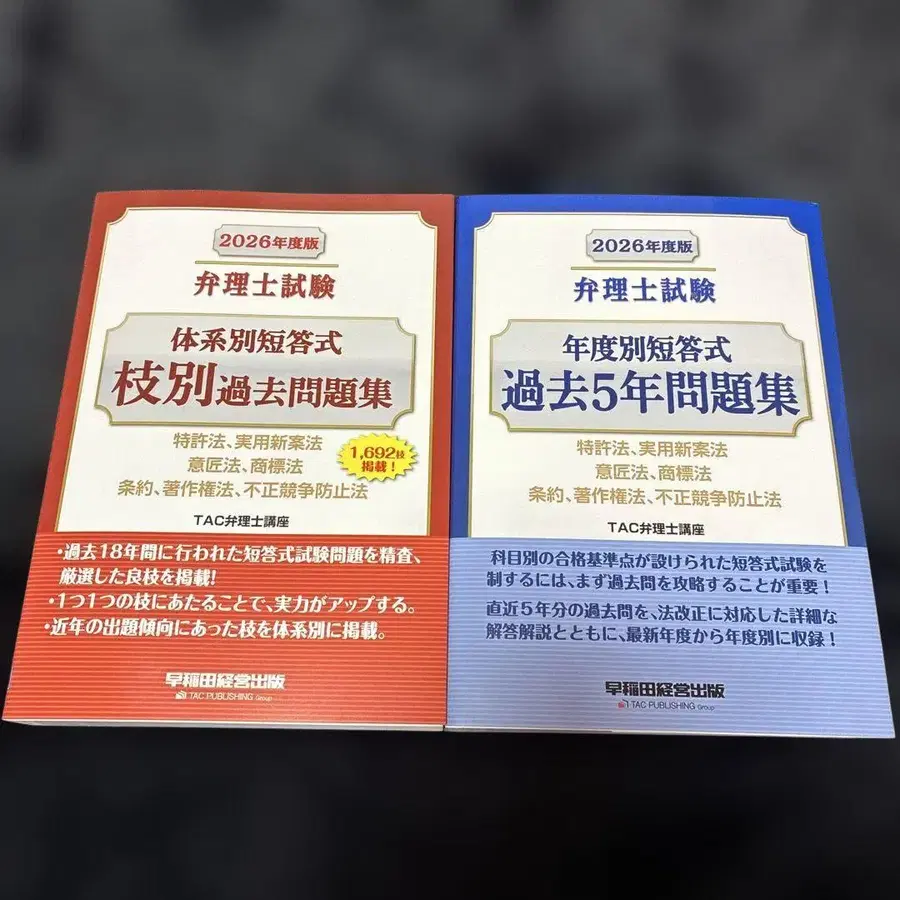 2026年度版
弁理士試験
体系別短答式
枝別過去問題集
特許法、実用新案法
意匠法、商標法
条約、著作権法、不正競争防止法
1,692枝
掲載!
TAC弁理士講座
・過去18年間に行われた短答式試験問題を精査、
厳選した良枝を掲載!
・1つ1つの枝にあたることで、実力がアップする。
・近年の出題傾向にあった枝を体系別に掲載。
早稲田経営出版
TAC PUBLISHING Group
2026年度版
弁理士試験
年度別短答式
過去5年問題集
特許法、実用新案法
意匠法、商標法
条約、著作権法、不正競争防止法
TAC弁理士講座
科目別の合格基準点が設けられた短答式試験を
制するには、まず過去問を攻略することが重要!
直近5年分の過去問を、法改正に対応した詳細な
解答解説とともに、最新年度から年度別に収録!
早稲田経営出版
TAC PUBLISHING Group